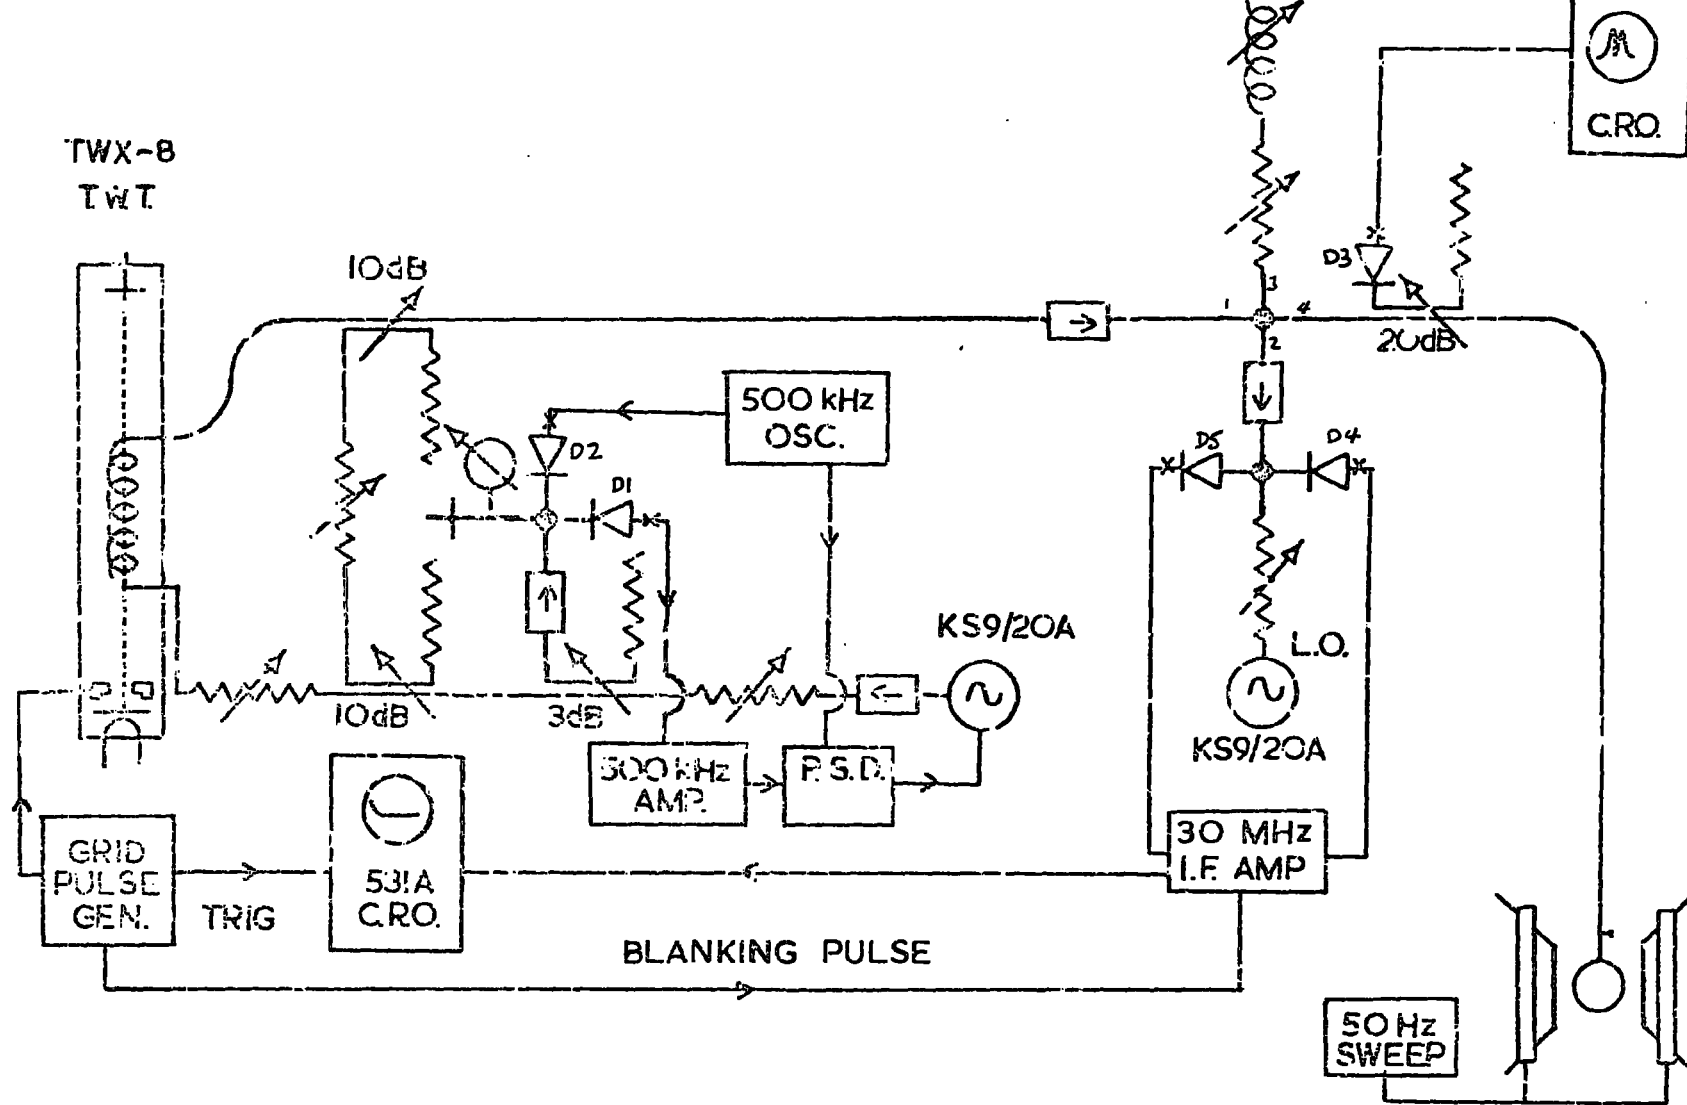 C.R.O.
TWX-8
T.W.T.
10dB
D3
3
1
4
2
20dB
500 kHz
OSC.
D2
D1
D5
D4
KS9/20A
L.O.
KS9/20A
10dB
3dB
500 kHz
AMP.
P.S.D.
30 MHz
I.F. AMP
GRID
PULSE
GEN.
TRIG
531A
C.R.O.
BLANKING PULSE
50 Hz
SWEEP